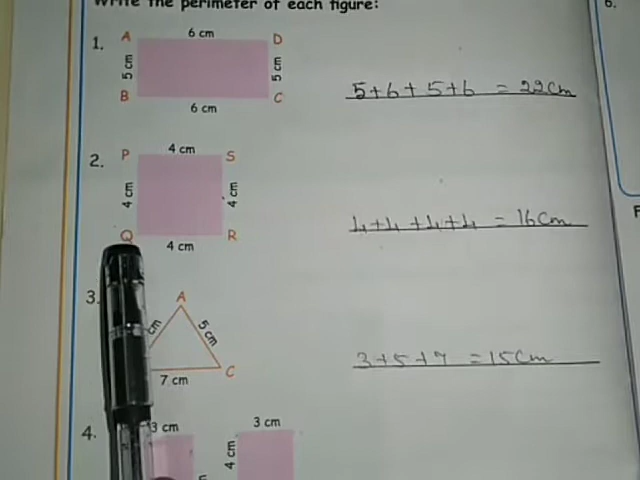 Write the perimeter of each figure:
6.
1.
A 6 cm D
5 cm 5 cm
B 6 cm C
5+6+5+6 = 22cm
2.
P 4 cm S
4 cm 4 cm
Q 4 cm R
4+4+4+4 = 16cm
3.
A
cm 5 cm
7 cm C
3+5+7 = 15cm
4.
3 cm 3 cm
4 cm